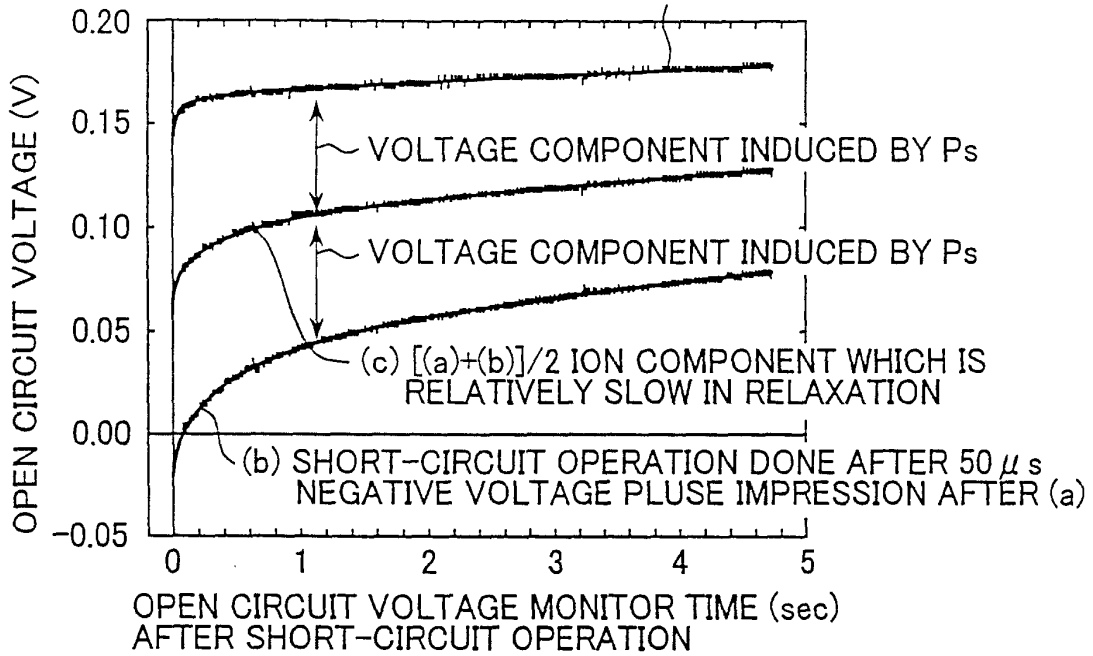 0.20
0.15
0.10
0.05
0.00
-0.05
OPEN CIRCUIT VOLTAGE (V)
VOLTAGE COMPONENT INDUCED BY Ps
VOLTAGE COMPONENT INDUCED BY Ps
(c) [(a)+(b)]/2 ION COMPONENT WHICH IS
RELATIVELY SLOW IN RELAXATION
(b) SHORT-CIRCUIT OPERATION DONE AFTER 50 μs
NEGATIVE VOLTAGE PLUSE IMPRESSION AFTER (a)
0 1 2 3 4 5
OPEN CIRCUIT VOLTAGE MONITOR TIME (sec)
AFTER SHORT-CIRCUIT OPERATION